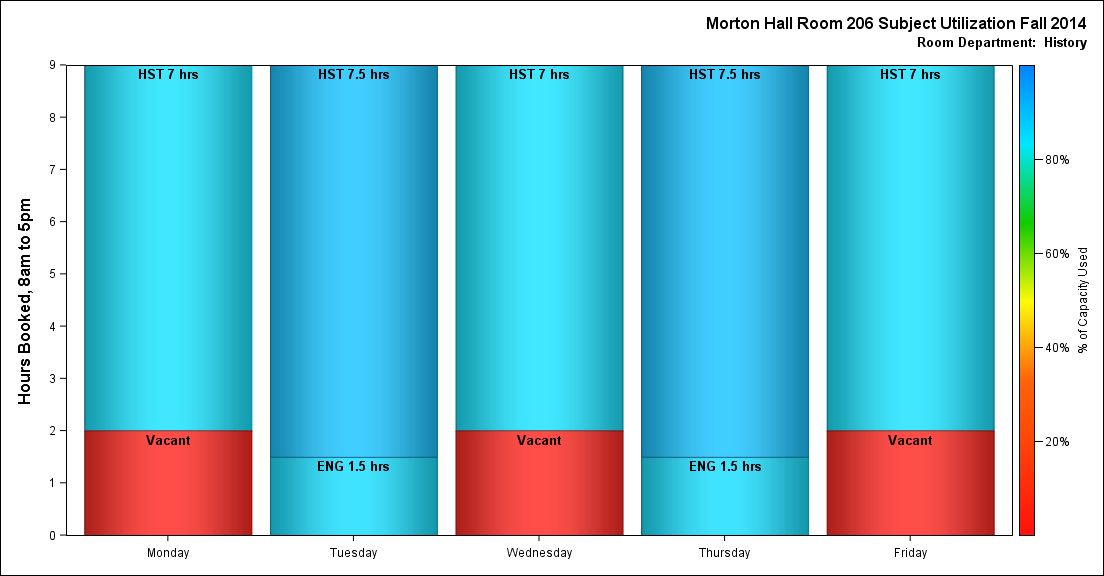 Morton Hall Room 206 Subject Utilization Fall 2014
Room Department:  History
Hours Booked, 8am to 5pm
9
8
7
6
5
4
3
2
1
0
HST 7 hrs
HST 7.5 hrs
HST 7 hrs
HST 7.5 hrs
HST 7 hrs
Vacant
ENG 1.5 hrs
Vacant
ENG 1.5 hrs
Vacant
Monday
Tuesday
Wednesday
Thursday
Friday
80%
60%
40%
20%
% of Capacity Used